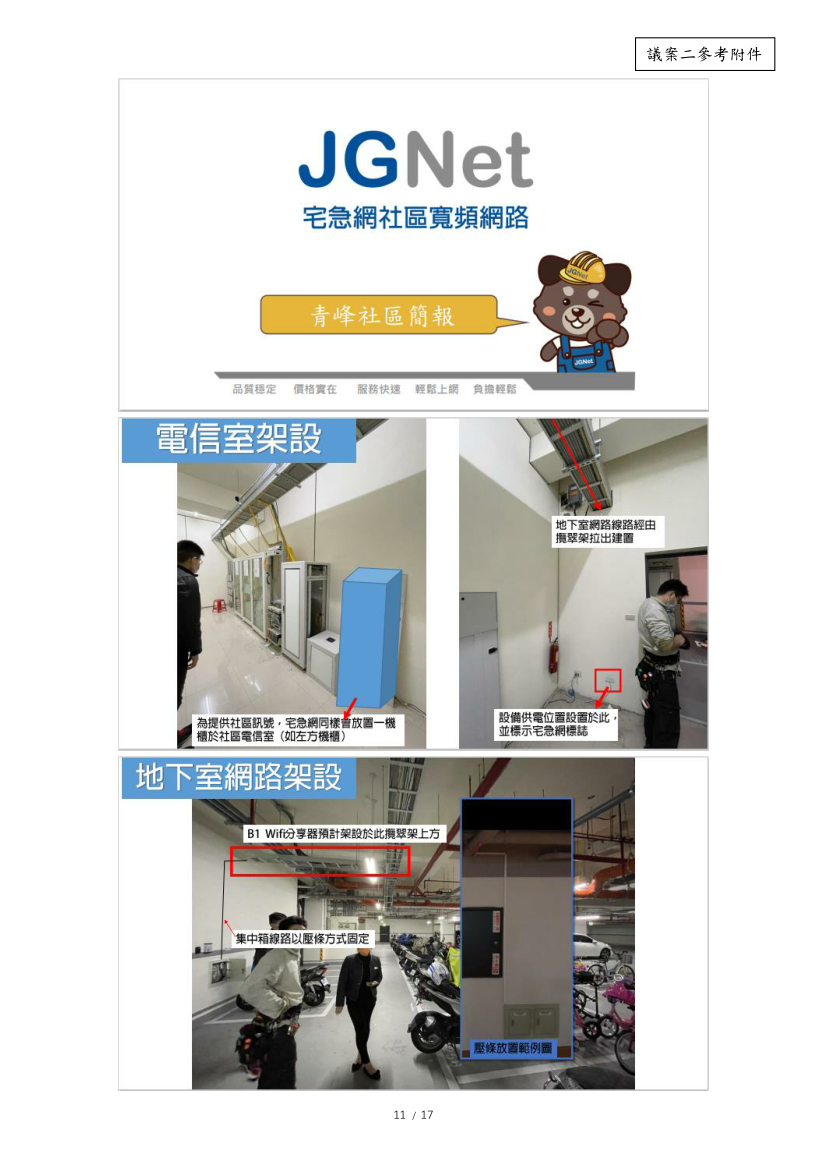 議案二參考附件
JGNet
宅急網社區寬頻網路
JGNet
青峰社區簡報
JGNet
品質穩定 價格實在 服務快速 輕鬆上網 負擔輕鬆
電信室架設
地下室網路線路經由
攬翠架拉出建置
為提供社區訊號，宅急網同樣會放置一機
櫃於社區電信室（如左方機櫃）
設備供電位置設置於此，
並標示宅急網標誌
地下室網路架設
B1 Wifi分享器預計架設於此攬翠架上方
集中箱線路以壓條方式固定
壓條放置範例圖
11 / 17